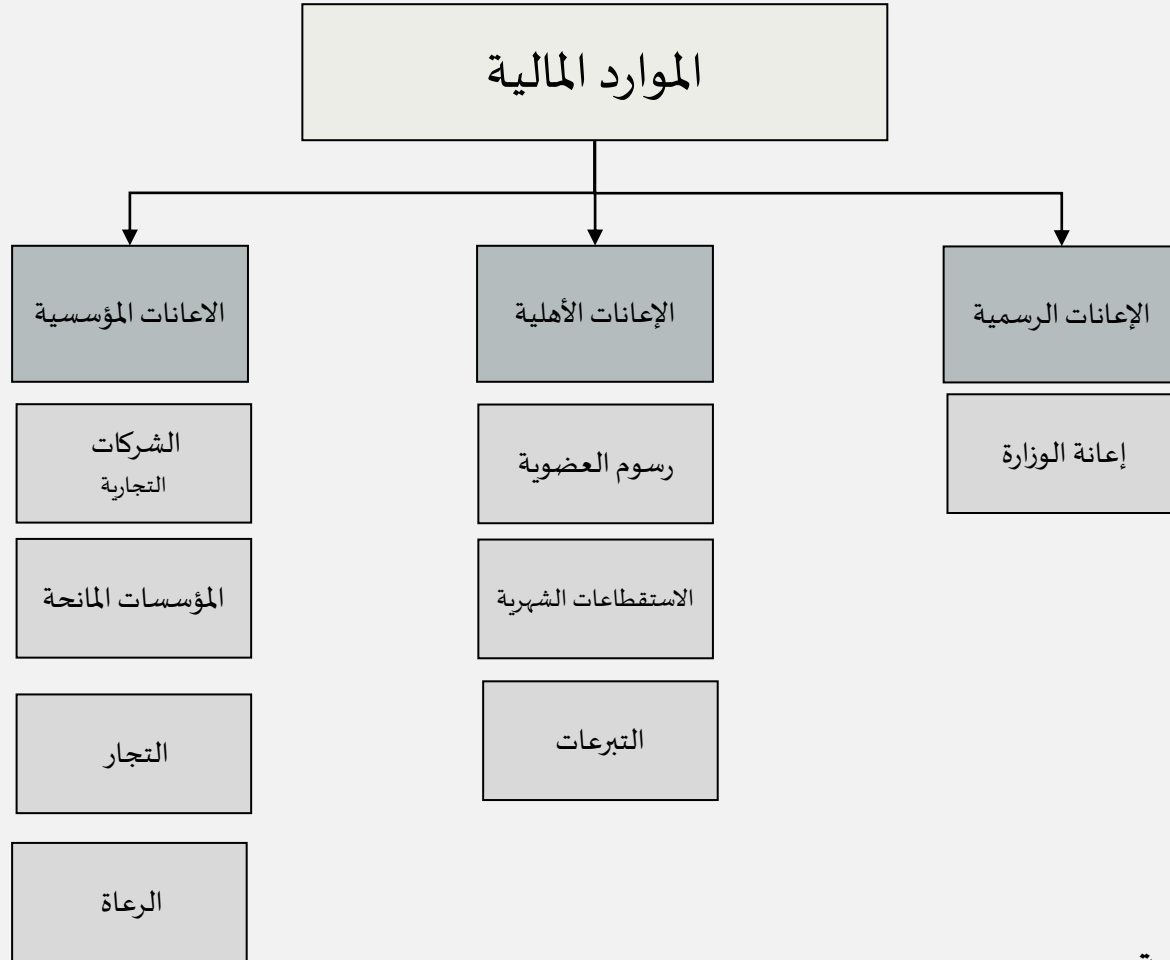 الموارد المالية
الإعانات الرسمية
إعانة الوزارة
الإعانات الأهلية
رسوم العضوية
الاستقطاعات الشهرية
التبرعات
الاعانات المؤسسية
الشركات
التجارية
المؤسسات المانحة
التجار
الرعاة